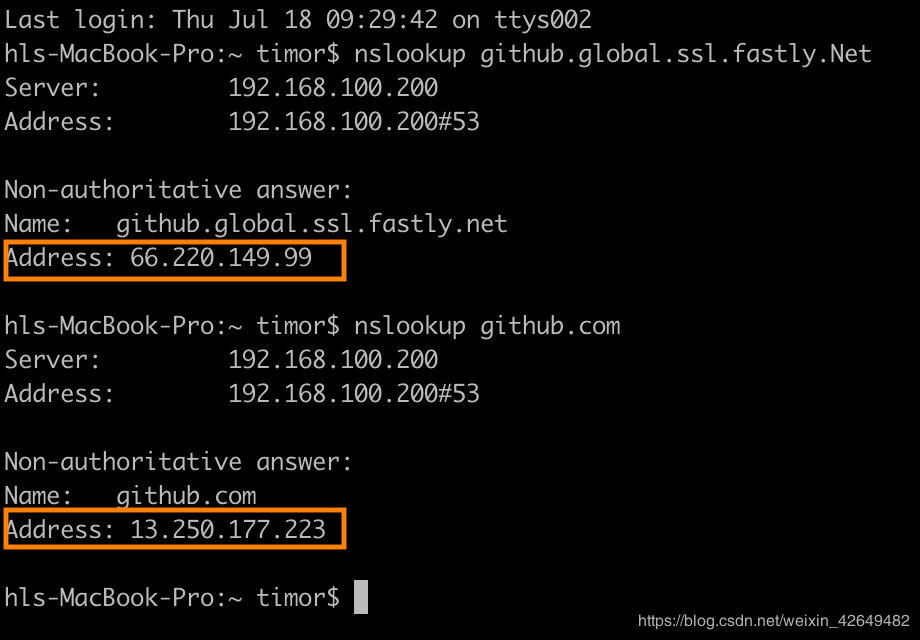 Last login: Thu Jul 18 09:29:42 on ttys002
hls-MacBook-Pro:~ timor$ nslookup github.global.ssl.fastly.Net
Server:         192.168.100.200
Address:        192.168.100.200#53
Non-authoritative answer:
Name:   github.global.ssl.fastly.net
Address: 66.220.149.99
hls-MacBook-Pro:~ timor$ nslookup github.com
Server:         192.168.100.200
Address:        192.168.100.200#53
Non-authoritative answer:
Name:   github.com
Address: 13.250.177.223
hls-MacBook-Pro:~ timor$
https://blog.csdn.net/weixin_42649482